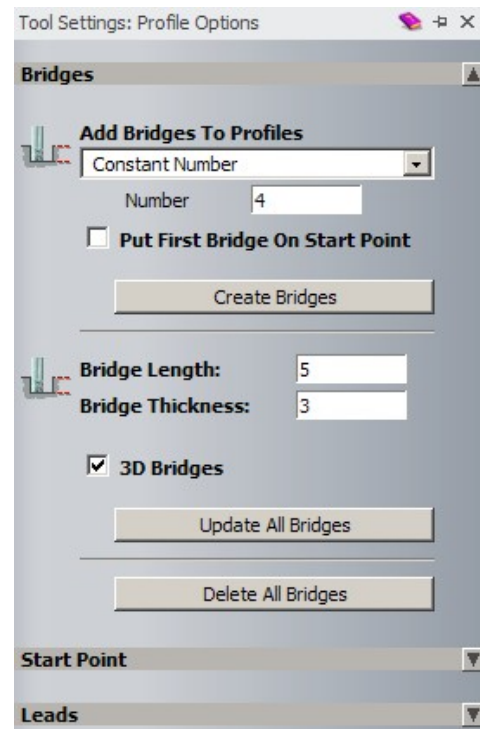 Tool Settings: Profile Options
Bridges
Add Bridges To Profiles
Constant Number
Number 4
Put First Bridge On Start Point
Create Bridges
Bridge Length: 5
Bridge Thickness: 3
3D Bridges
Update All Bridges
Delete All Bridges
Start Point
Leads